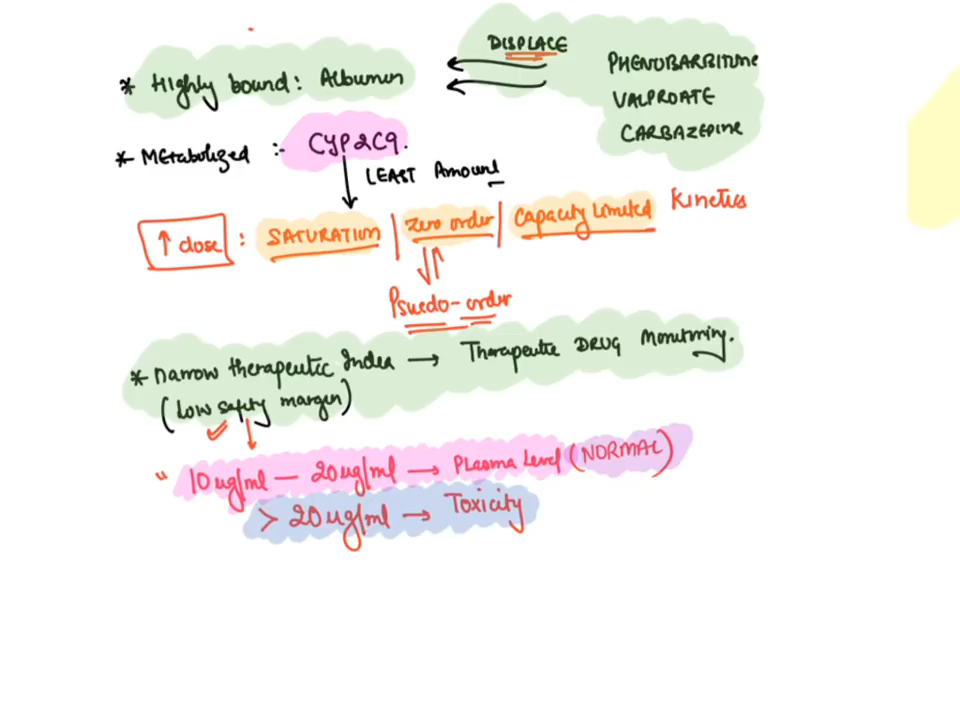 DISPLACE
* Highly bound: Albumin
PHENOBARBITONE
VALPROATE
CARBAZEPINE
* Metabolized :- CYP2C9.
LEAST Amount
↑ dose : SATURATION | Zero order | Capacity Limited Kinetics
Psuedo-order
* Narrow therapeutic Index → Therapeutic DRUG Monitoring.
(Low safety margin)
" 10 ug/ml — 20 ug/ml → Plasma Level (NORMAL)
> 20 ug/ml → Toxicity